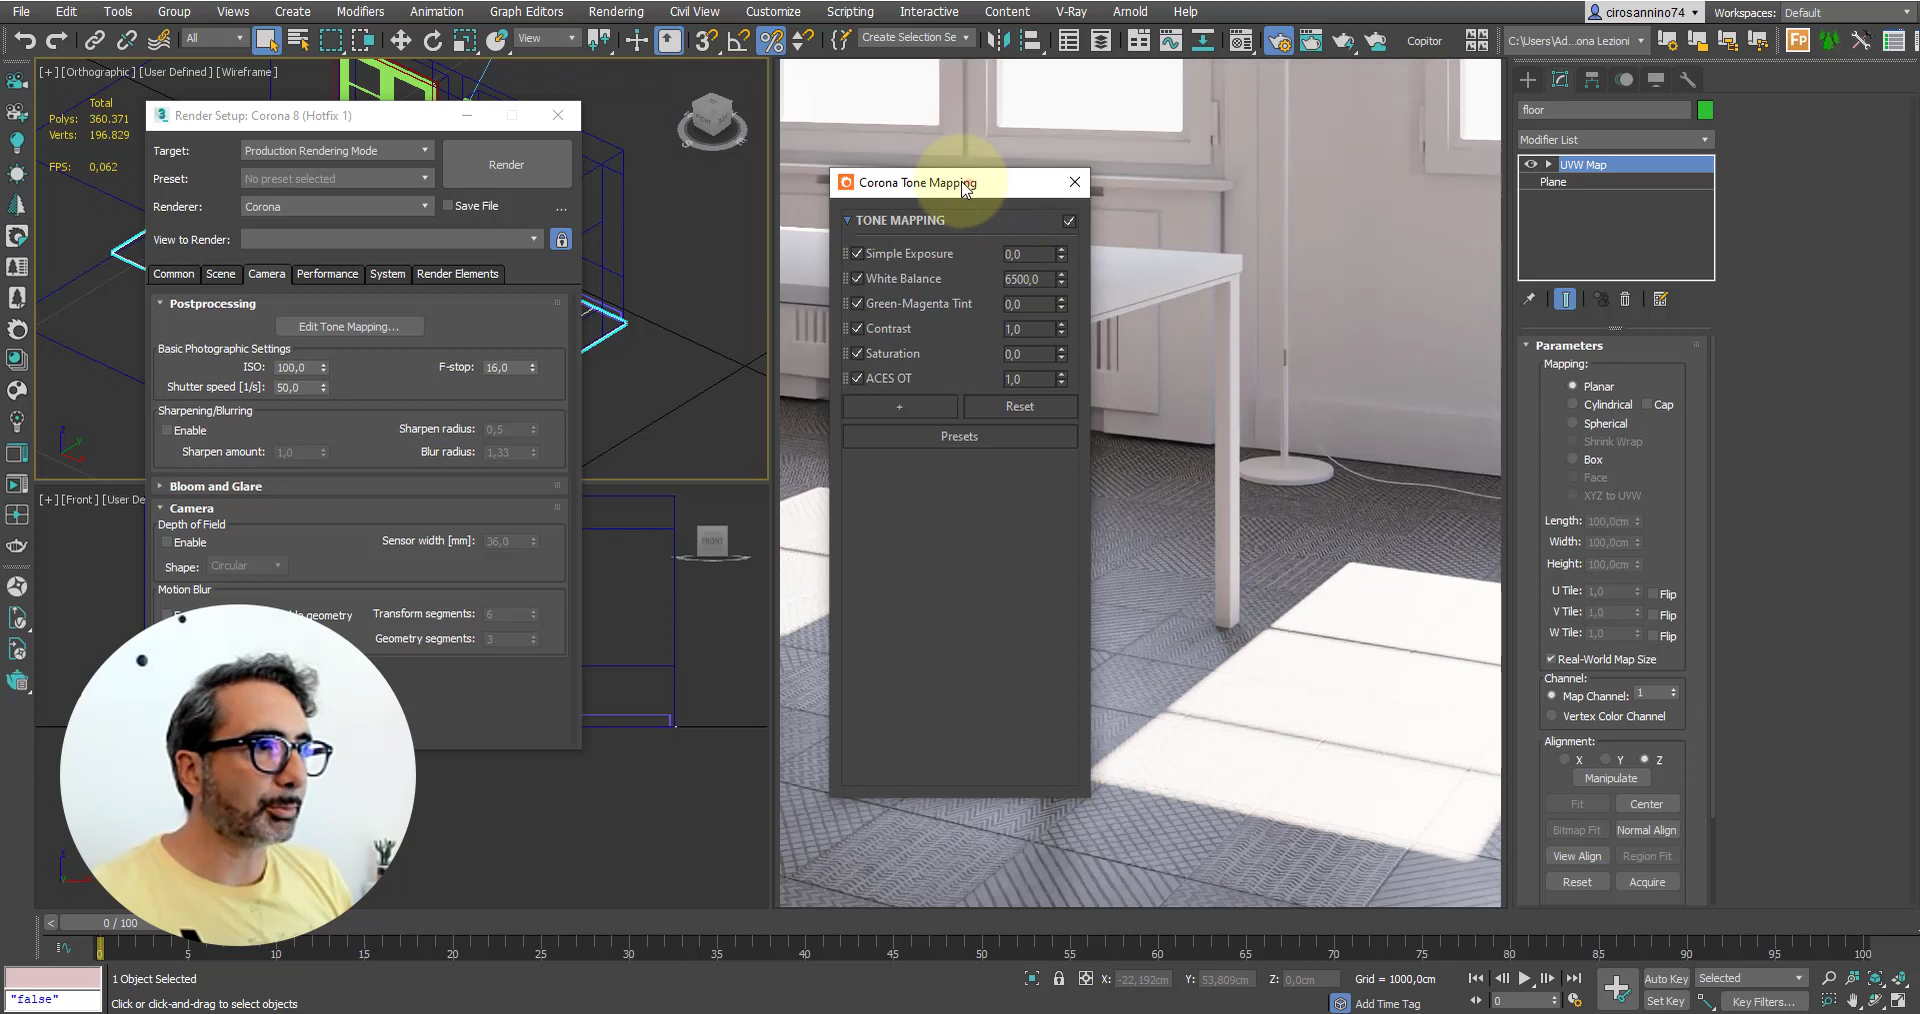 File Edit Tools Group Views Create Modifiers Animation Graph Editors Rendering Civil View Customize Scripting Interactive Content V-Ray Arnold Help cirosannino74 Workspaces: Default
All View Create Selection Se Copitor C:\Users\Ad...ona Lezioni
[+] [Orthographic] [User Defined] [Wireframe]
Total
Polys: 360.371
Verts: 196.829
FPS: 0,062
Render Setup: Corona 8 (Hotfix 1)
Target: Production Rendering Mode
Render
Preset: No preset selected
Renderer: Corona Save File ...
View to Render:
Common Scene Camera Performance System Render Elements
Postprocessing
Edit Tone Mapping...
Basic Photographic Settings
ISO: 100,0 F-stop: 16,0
Shutter speed [1/s]: 50,0
Sharpening/Blurring
Enable Sharpen radius: 0,5
Sharpen amount: 1,0 Blur radius: 1,33
Bloom and Glare
Camera
Depth of Field
Enable Sensor width [mm]: 36,0
Shape: Circular
Motion Blur
geometry Transform segments: 6
Geometry segments: 3
[+] [Front] [User De
FRONT
Corona Tone Mapping
TONE MAPPING
Simple Exposure 0,0
White Balance 6500,0
Green-Magenta Tint 0,0
Contrast 1,0
Saturation 0,0
ACES OT 1,0
+ Reset
Presets
floor
Modifier List
UVW Map
Plane
Parameters
Mapping:
Planar
Cylindrical Cap
Spherical
Shrink Wrap
Box
Face
XYZ to UVW
Length: 100,0cm
Width: 100,0cm
Height: 100,0cm
U Tile: 1,0 Flip
V Tile: 1,0 Flip
W Tile: 1,0 Flip
Real-World Map Size
Channel:
Map Channel: 1
Vertex Color Channel
Alignment:
X Y Z
Manipulate
Fit Center
Bitmap Fit Normal Align
View Align Region Fit
Reset Acquire
< 0 / 100
0 5 10 15 20 25 30 35 40 45 50 55 60 65 70 75 80 85 90 95 100
1 Object Selected X: -22,192cm Y: 53,809cm Z: 0,0cm Grid = 1000,0cm Auto Key Selected
"false" Click or click-and-drag to select objects Add Time Tag 0 Set Key Key Filters...